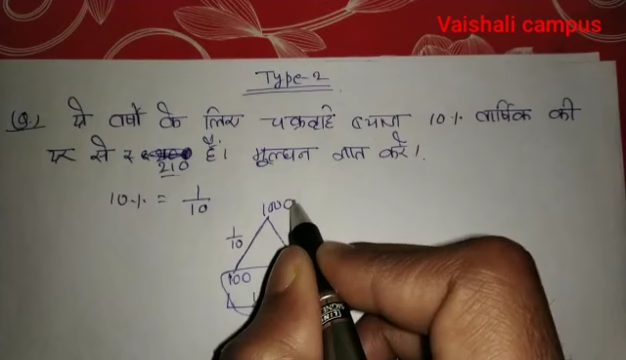 Vaishali campus
Type-2
Q.) दो वर्षो के लिए चक्रवृद्दि ब्याज 10% वार्षिक की
दर से ₹ 210 है। मूलधन ज्ञात करें।
10% = 1/10
1000
1/10
100